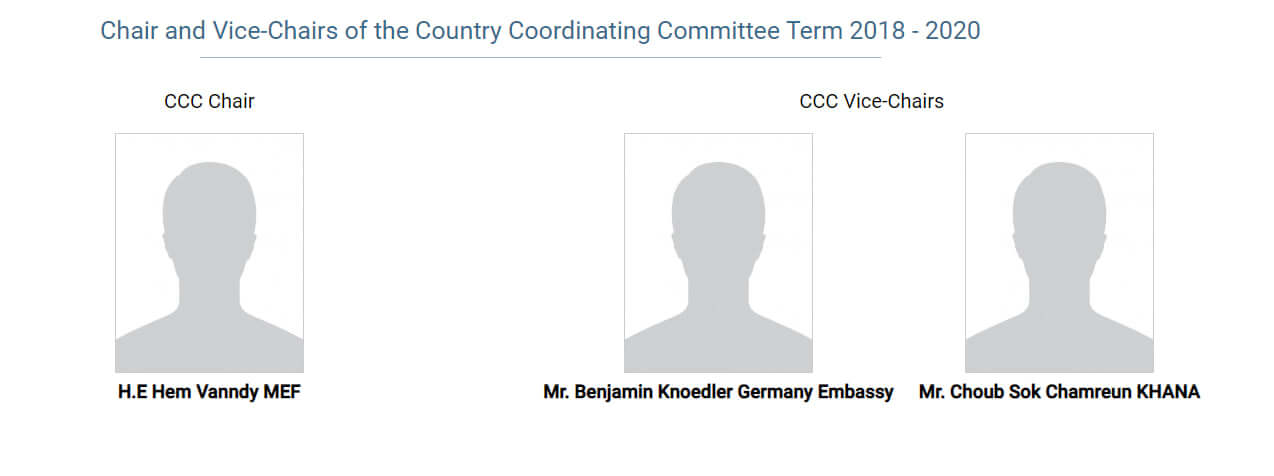 Chair and Vice-Chairs of the Country Coordinating Committee Term 2018 - 2020
CCC Chair
CCC Vice-Chairs
H.E Hem Vanndy MEF
Mr. Benjamin Knoedler Germany Embassy
Mr. Choub Sok Chamreun KHANA